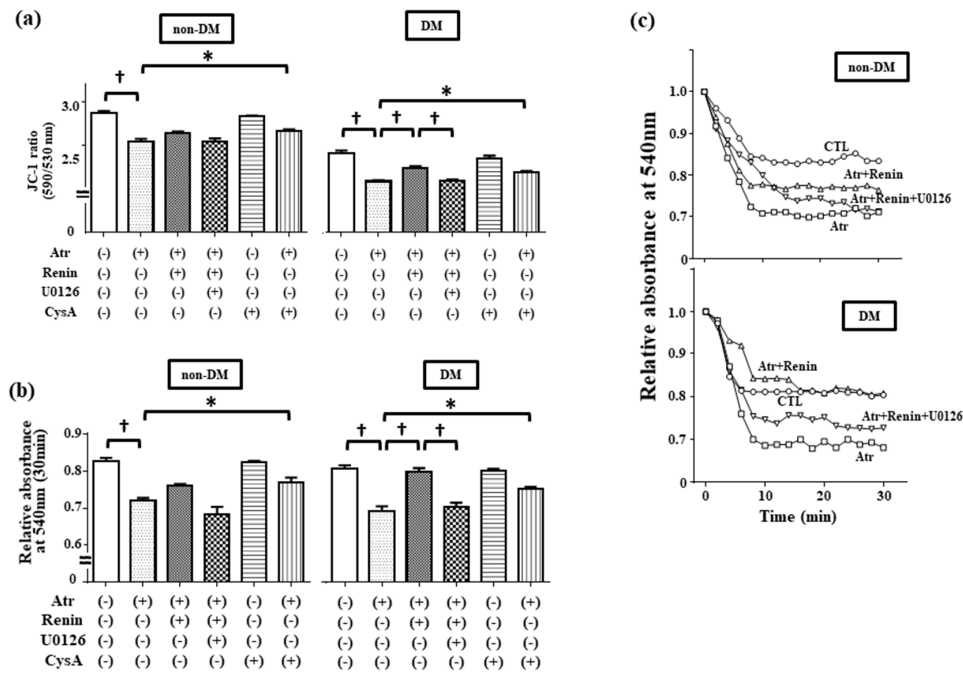 (a)
non-DM
DM
†
*
† † †
*
JC-1 ratio
(590/530 nm)
3.0
2.5
0
Atr (-) (+) (+) (+) (-) (+) (-) (+) (+) (+) (-) (+)
Renin (-) (-) (+) (+) (-) (-) (-) (-) (+) (+) (-) (-)
U0126 (-) (-) (-) (+) (-) (-) (-) (-) (-) (+) (-) (-)
CysA (-) (-) (-) (-) (+) (+) (-) (-) (-) (-) (+) (+)
(b)
non-DM
DM
†
*
† † †
*
Relative absorbance
at 540nm (30min)
0.9
0.8
0.7
0.6
0
Atr (-) (+) (+) (+) (-) (+) (-) (+) (+) (+) (-) (+)
Renin (-) (-) (+) (+) (-) (-) (-) (-) (+) (+) (-) (-)
U0126 (-) (-) (-) (+) (-) (-) (-) (-) (-) (+) (-) (-)
CysA (-) (-) (-) (-) (+) (+) (-) (-) (-) (-) (+) (+)
(c)
Relative absorbance at 540nm
non-DM
1.0
0.9
0.8
0.7
CTL
Atr+Renin
Atr+Renin+U0126
Atr
DM
1.0
0.9
0.8
0.7
Atr+Renin
CTL
Atr+Renin+U0126
Atr
0 10 20 30
Time (min)